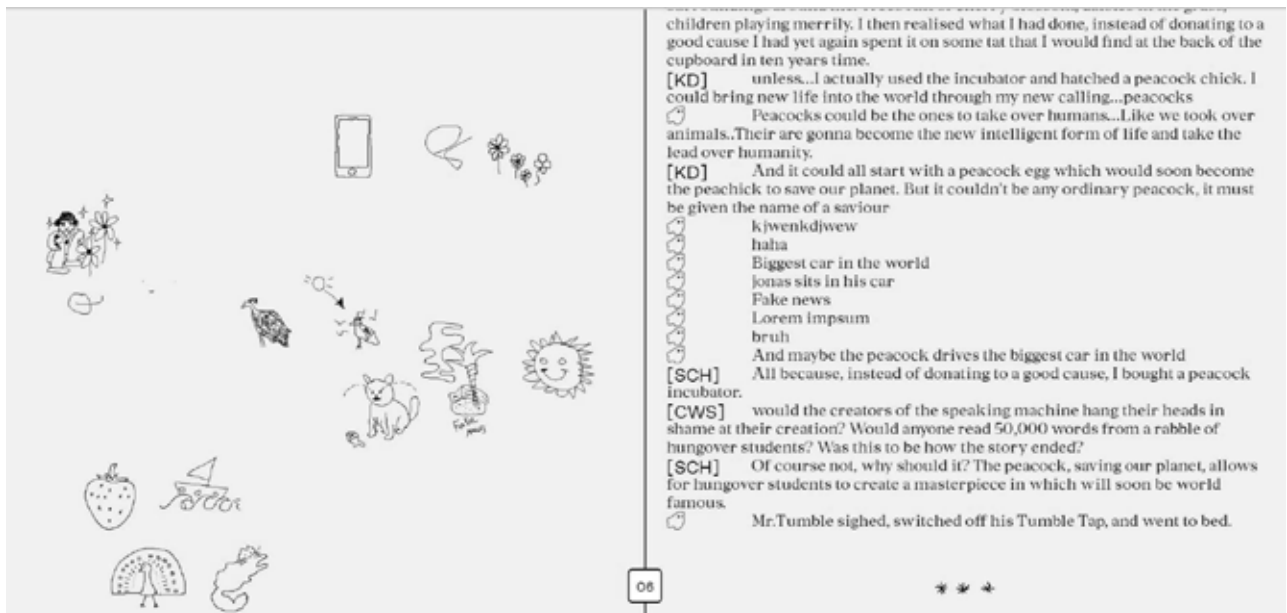 children playing merrily. I then realised what I had done, instead of donating to a
good cause I had yet again spent it on some tat that I would find at the back of the
cupboard in ten years time.
[KD] unless...I actually used the incubator and hatched a peacock chick. I
could bring new life into the world through my new calling...peacocks
Peacocks could be the ones to take over humans...Like we took over
animals..Their are gonna become the new intelligent form of life and take the
lead over humanity.
[KD] And it could all start with a peacock egg which would soon become
the peachick to save our planet. But it couldn't be any ordinary peacock, it must
be given the name of a saviour
kjwenkdjwew
haha
Biggest car in the world
jonas sits in his car
Fake news
Lorem impsum
bruh
And maybe the peacock drives the biggest car in the world
[SCH] All because, instead of donating to a good cause, I bought a peacock
incubator.
[CWS] would the creators of the speaking machine hang their heads in
shame at their creation? Would anyone read 50,000 words from a rabble of
hungover students? Was this to be how the story ended?
[SCH] Of course not, why should it? The peacock, saving our planet, allows
for hungover students to create a masterpiece in which will soon be world
famous.
Mr.Tumble sighed, switched off his Tumble Tap, and went to bed.
06